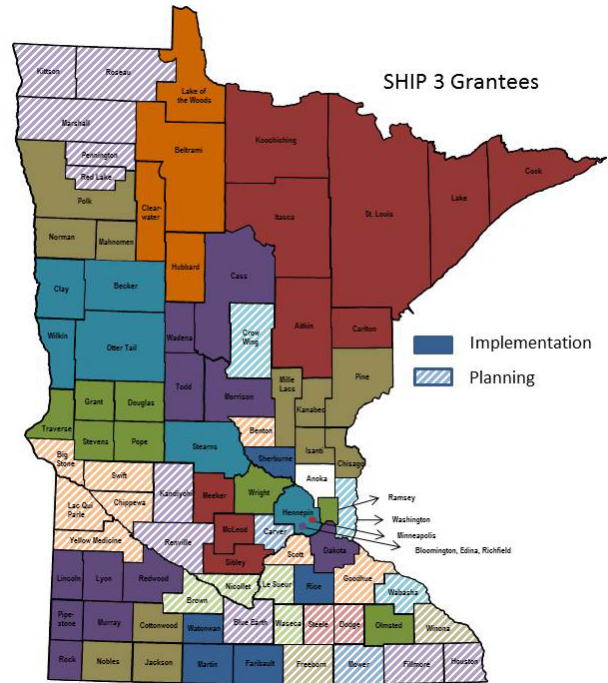 SHIP 3 Grantees
Kittson
Roseau
Lake of
the Woods
Marshall
Koochiching
Beltrami
Pennington
Red Lake
Cook
Polk
Clear-
water
St. Louis
Lake
Itasca
Norman
Mahnomen
Hubbard
Cass
Clay
Becker
Wadena
Crow
Wing
Aitkin
Carlton
Wilkin
Otter Tail
Implementation
Planning
Todd
Mille
Lacs
Pine
Morrison
Kanabec
Grant
Douglas
Traverse
Benton
Stevens
Pope
Stearns
Isanti
Chisago
Big
Stone
Sherburne
Swift
Anoka
Kandiyohi
Wright
Ramsey
Lac Qui
Parle
Chippewa
Meeker
Hennepin
Washington
McLeod
Carver
Minneapolis
Yellow Medicine
Renville
Scott
Dakota
Bloomington, Edina, Richfield
Sibley
Lincoln
Lyon
Redwood
Nicollet
Le Sueur
Rice
Goodhue
Brown
Wabasha
Pipe-
stone
Murray
Cottonwood
Watonwan
Blue Earth
Waseca
Steele
Dodge
Olmsted
Winona
Rock
Nobles
Jackson
Martin
Faribault
Freeborn
Mower
Fillmore
Houston